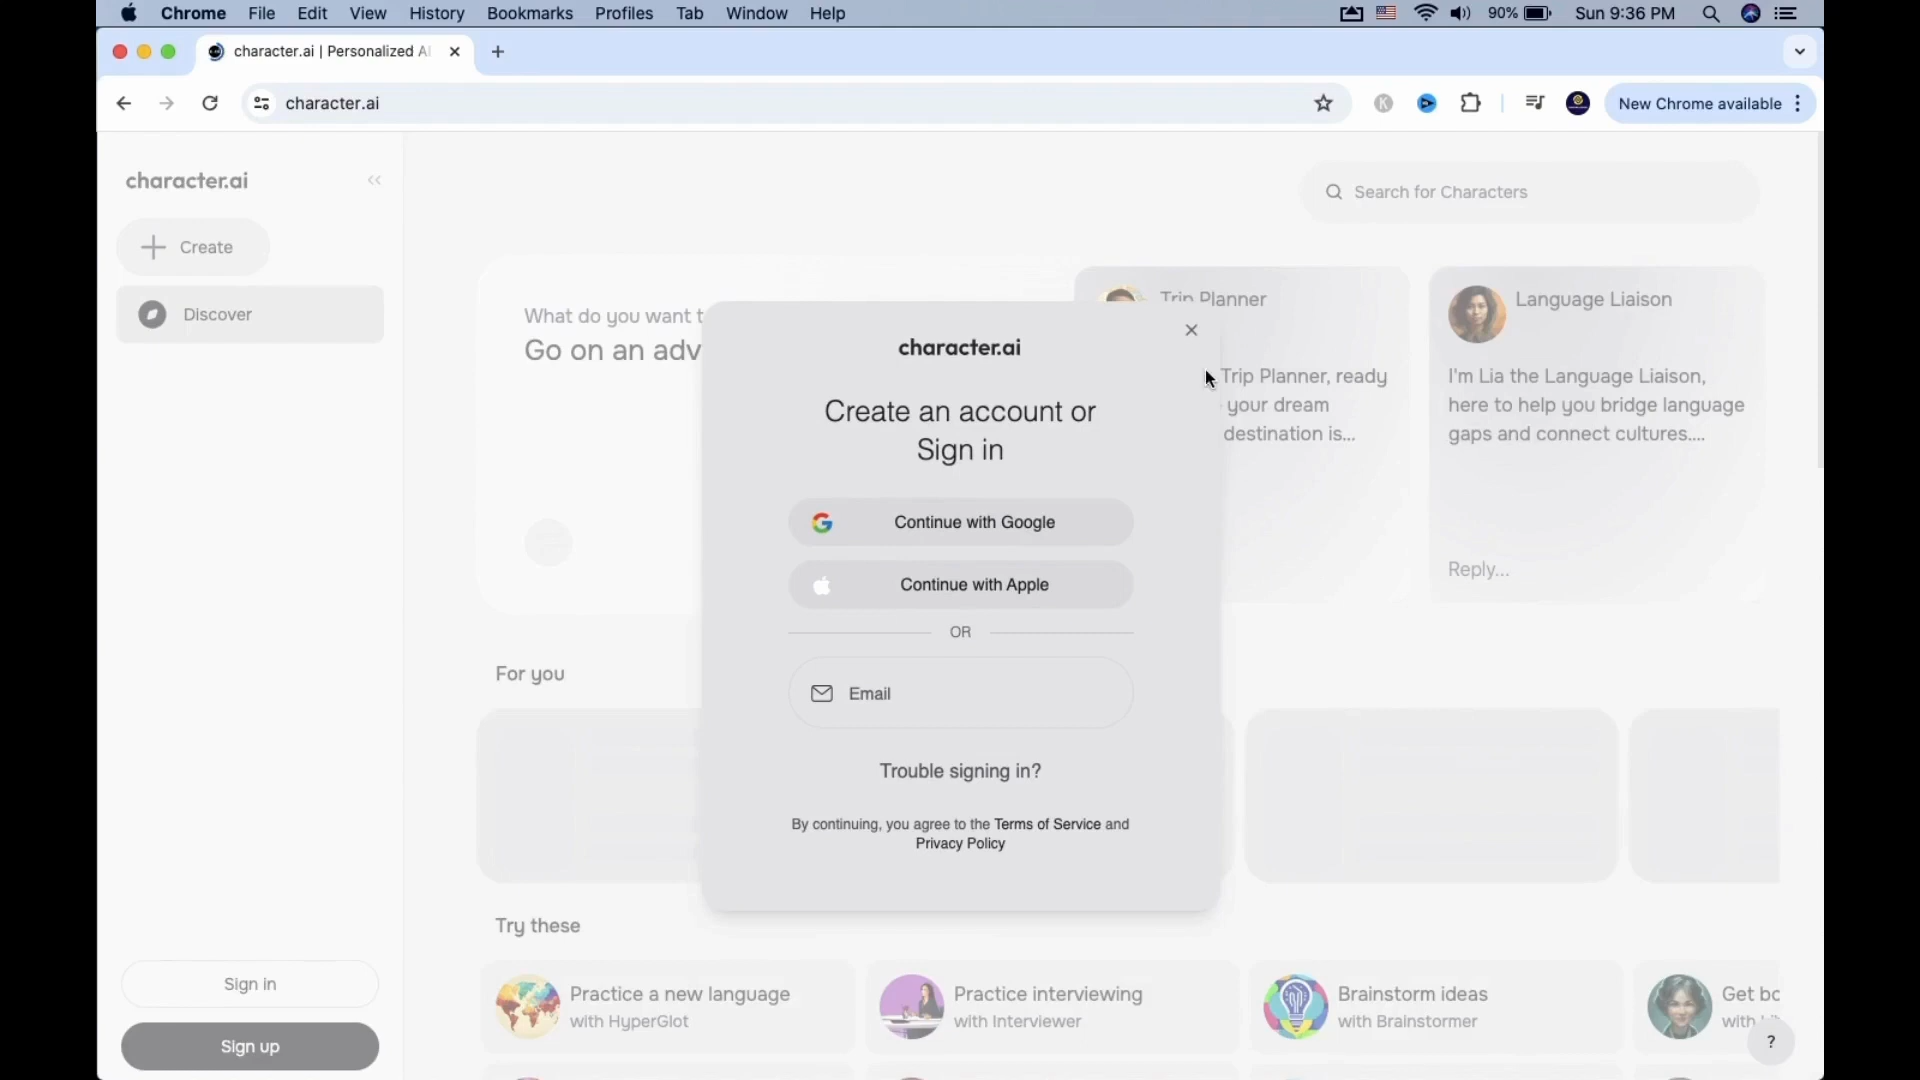 Chrome File Edit View History Bookmarks Profiles Tab Window Help 90% Sun 9:36 PM
character.ai | Personalized AI
character.ai
New Chrome available
character.ai
Create
Discover
Search for Characters
What do you want t
Go on an adv
Trip Planner
Trip Planner, ready
your dream
destination is...
Language Liaison
I'm Lia the Language Liaison,
here to help you bridge language
gaps and connect cultures....
Reply...
character.ai
Create an account or
Sign in
Continue with Google
Continue with Apple
OR
Email
Trouble signing in?
By continuing, you agree to the Terms of Service and
Privacy Policy
For you
Try these
Practice a new language
with HyperGlot
Practice interviewing
with Interviewer
Brainstorm ideas
with Brainstormer
Get bo
with
?
Sign in
Sign up